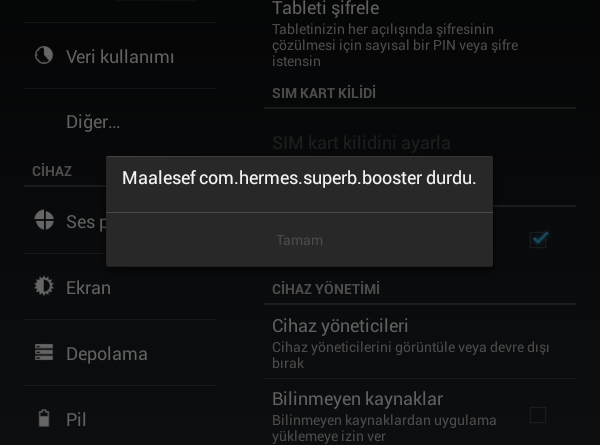 Veri kullanımı
Diğer...
CİHAZ
Ses p
Ekran
Depolama
Pil
Tableti şifrele
Tabletinizin her açılışında şifresinin
çözülmesi için sayısal bir PIN veya şifre
istensin
SIM KART KİLİDİ
SIM kart kilidini ayarla
Maalesef com.hermes.superb.booster durdu.
Tamam
CİHAZ YÖNETİMİ
Cihaz yöneticileri
Cihaz yöneticilerini görüntüle veya devre dışı
bırak
Bilinmeyen kaynaklar
Bilinmeyen kaynaklardan uygulama
yüklemeye izin ver